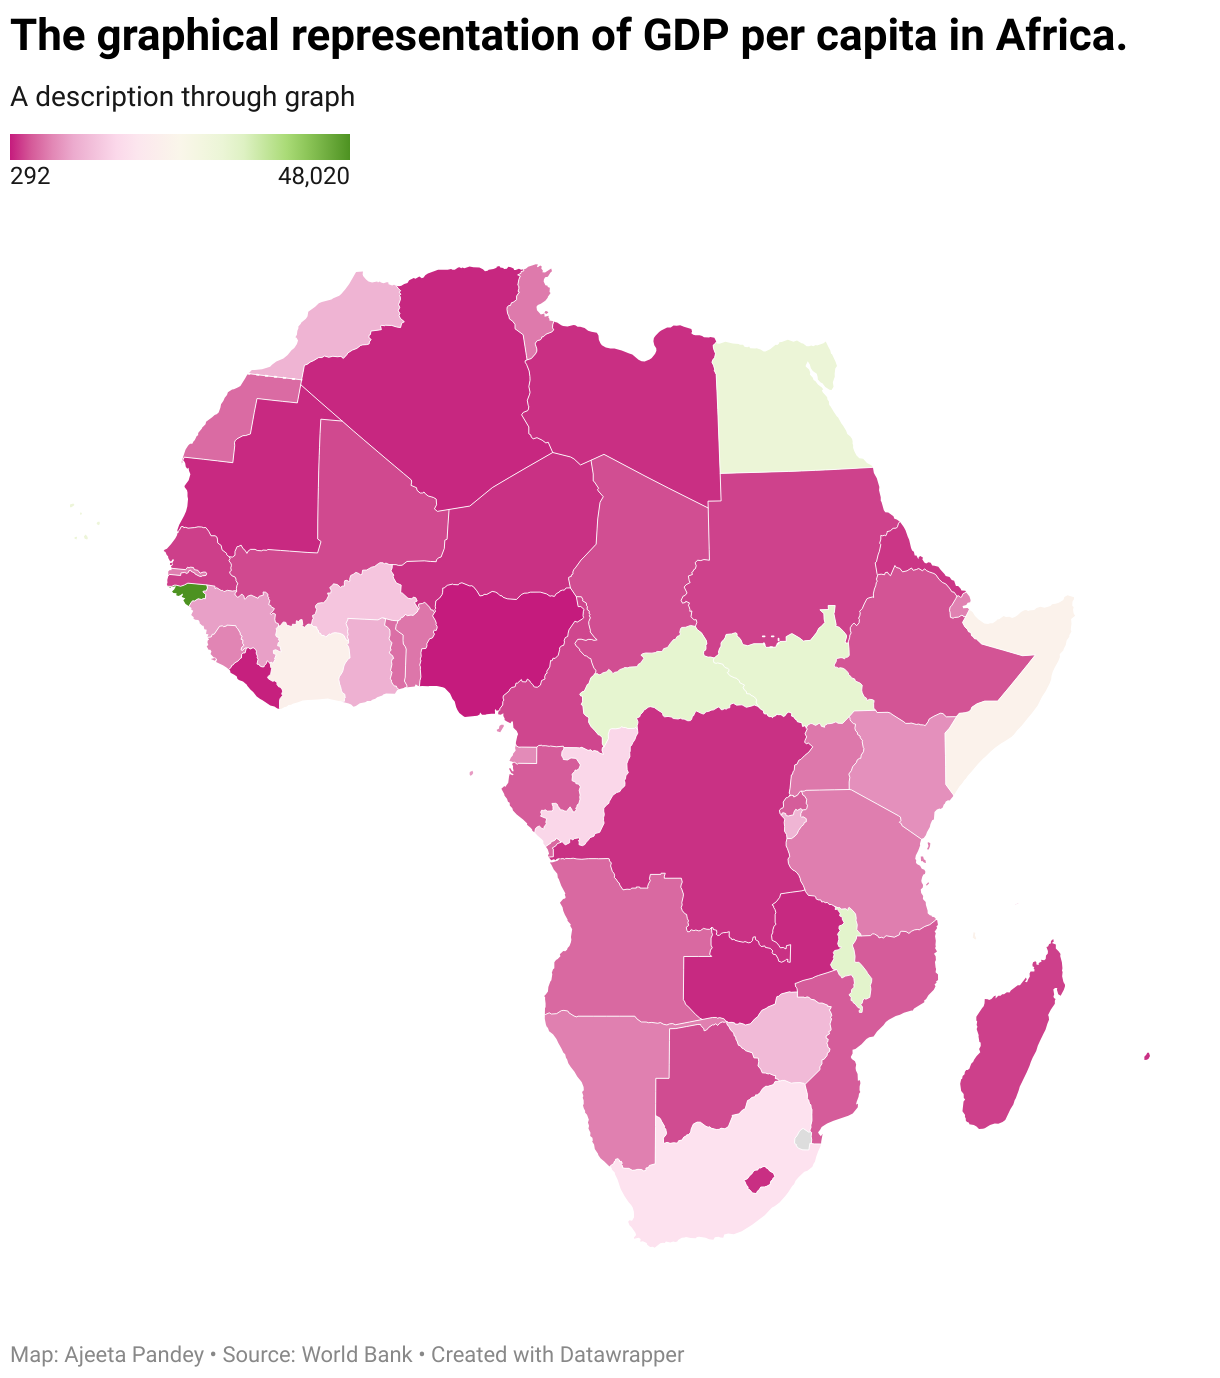 The graphical representation of GDP per capita in Africa.
A description through graph
292 48,020
Map: Ajeeta Pandey • Source: World Bank • Created with Datawrapper